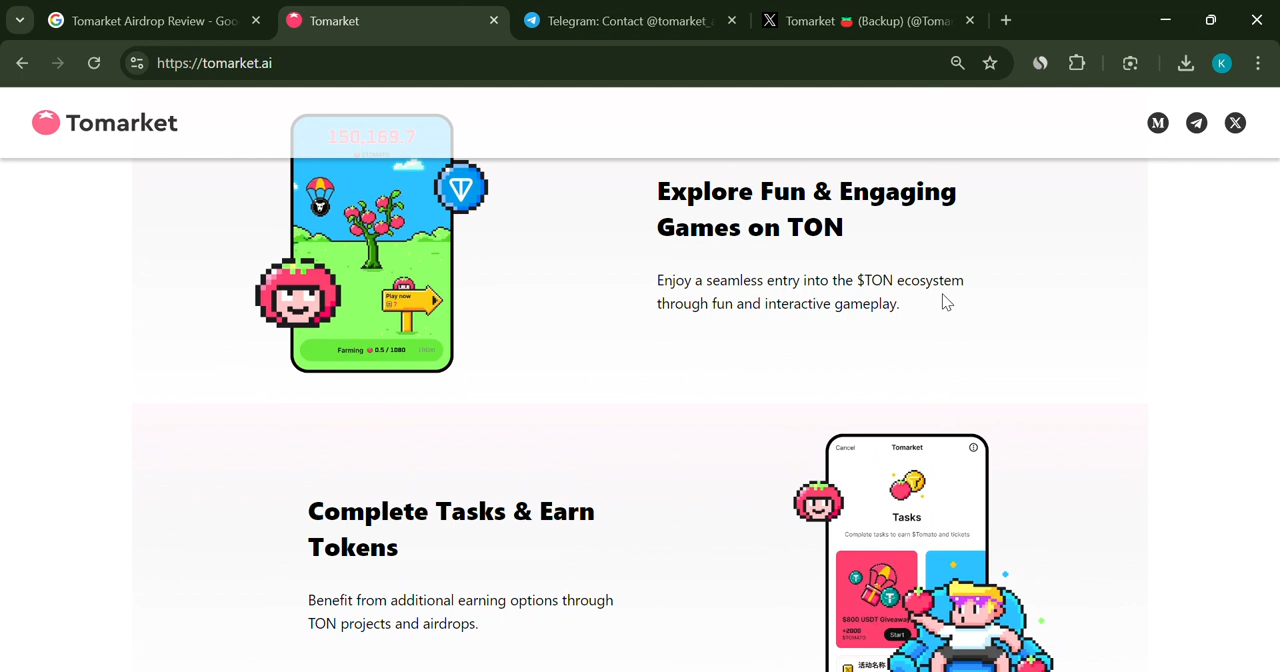 Tomarket Airdrop Review - Goo
Tomarket
Telegram: Contact @tomarket_
Tomarket 🍅 (Backup) (@Toma
https://tomarket.ai
K
Tomarket
M
150,169.7
Explore Fun & Engaging
Games on TON
Enjoy a seamless entry into the $TON ecosystem
through fun and interactive gameplay.
Play now
7
Farming 0.5 / 1080
Complete Tasks & Earn
Tokens
Benefit from additional earning options through
TON projects and airdrops.
Cancel
Tomarket
Tasks
Complete tasks to earn $Tomato and tickets
$800 USDT Giveaway
+2000
$TOMATO
Start
活动名称